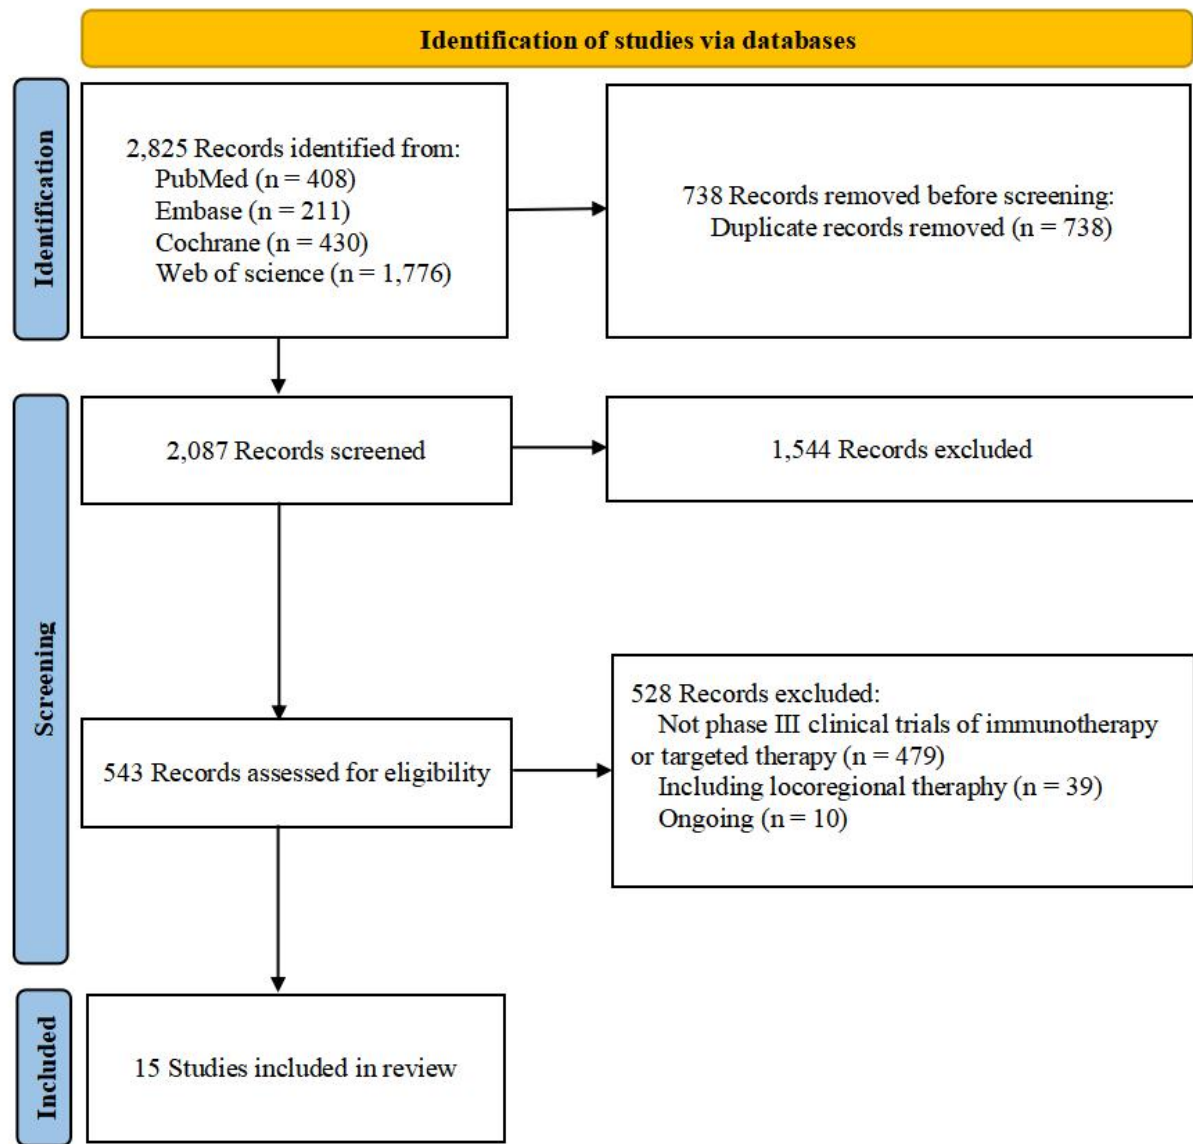 Identification of studies via databases
Identification
2,825 Records identified from:
PubMed (n = 408)
Embase (n = 211)
Cochrane (n = 430)
Web of science (n = 1,776)
738 Records removed before screening:
Duplicate records removed (n = 738)
Screening
2,087 Records screened
1,544 Records excluded
543 Records assessed for eligibility
528 Records excluded:
Not phase III clinical trials of immunotherapy
or targeted therapy (n = 479)
Including locoregional theraphy (n = 39)
Ongoing (n = 10)
Included
15 Studies included in review